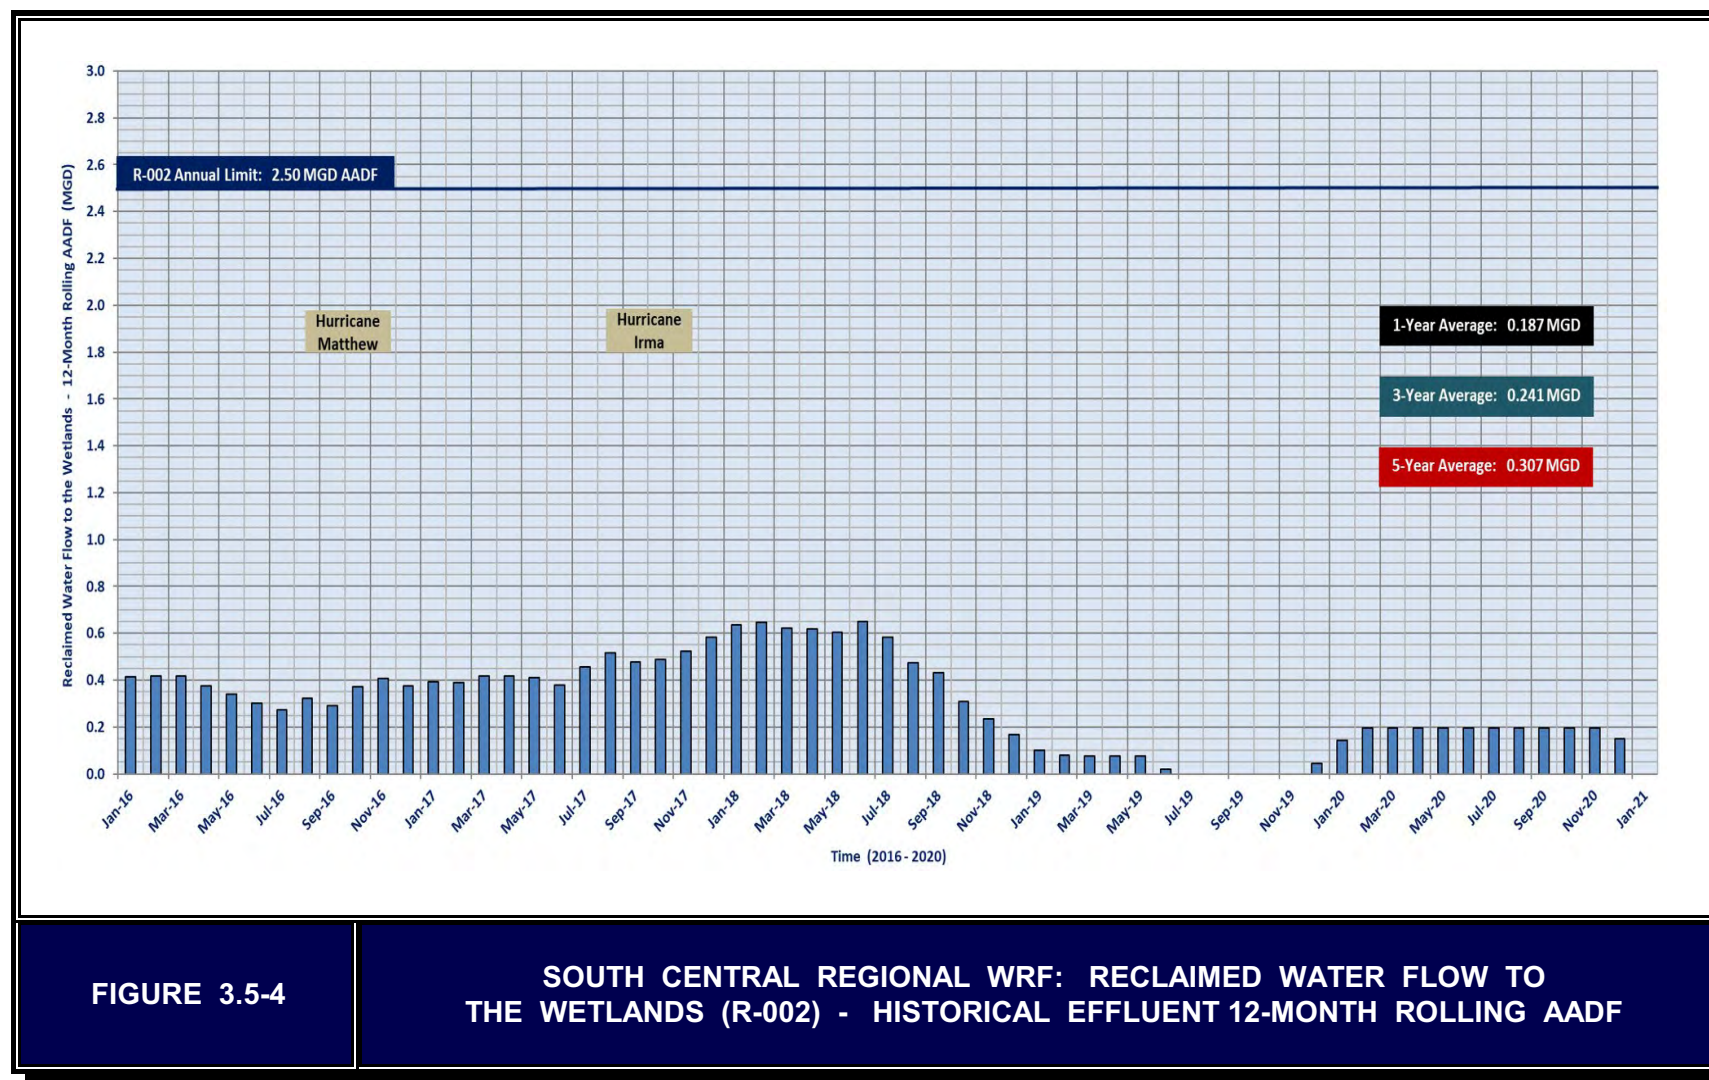 Reclaimed Water Flow to the Wetlands - 12-Month Rolling AADF (MGD)
3.0
2.8
2.6
2.4
2.2
2.0
1.8
1.6
1.4
1.2
1.0
0.8
0.6
0.4
0.2
0.0
R-002 Annual Limit: 2.50 MGD AADF
Hurricane
Matthew
Hurricane
Irma
1-Year Average: 0.187 MGD
3-Year Average: 0.241 MGD
5-Year Average: 0.307 MGD
Jan-16
Mar-16
May-16
Jul-16
Sep-16
Nov-16
Jan-17
Mar-17
May-17
Jul-17
Sep-17
Nov-17
Jan-18
Mar-18
May-18
Jul-18
Sep-18
Nov-18
Jan-19
Mar-19
May-19
Jul-19
Sep-19
Nov-19
Jan-20
Mar-20
May-20
Jul-20
Sep-20
Nov-20
Jan-21
Time (2016 - 2020)
FIGURE 3.5-4
SOUTH CENTRAL REGIONAL WRF: RECLAIMED WATER FLOW TO
THE WETLANDS (R-002) - HISTORICAL EFFLUENT 12-MONTH ROLLING AADF